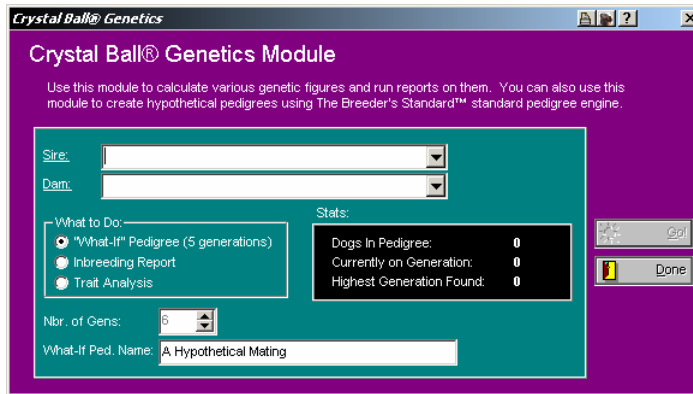 Crystal Ball® Genetics
?
Crystal Ball® Genetics Module
Use this module to calculate various genetic figures and run reports on them. You can also use this
module to create hypothetical pedigrees using The Breeder's Standard™ standard pedigree engine.
Sire:
Dam:
What to Do:
"What-If" Pedigree (5 generations)
Inbreeding Report
Trait Analysis
Stats:
Dogs In Pedigree: 0
Currently on Generation: 0
Highest Generation Found: 0
Go!
Done
Nbr. of Gens: 6
What-If Ped. Name: A Hypothetical Mating